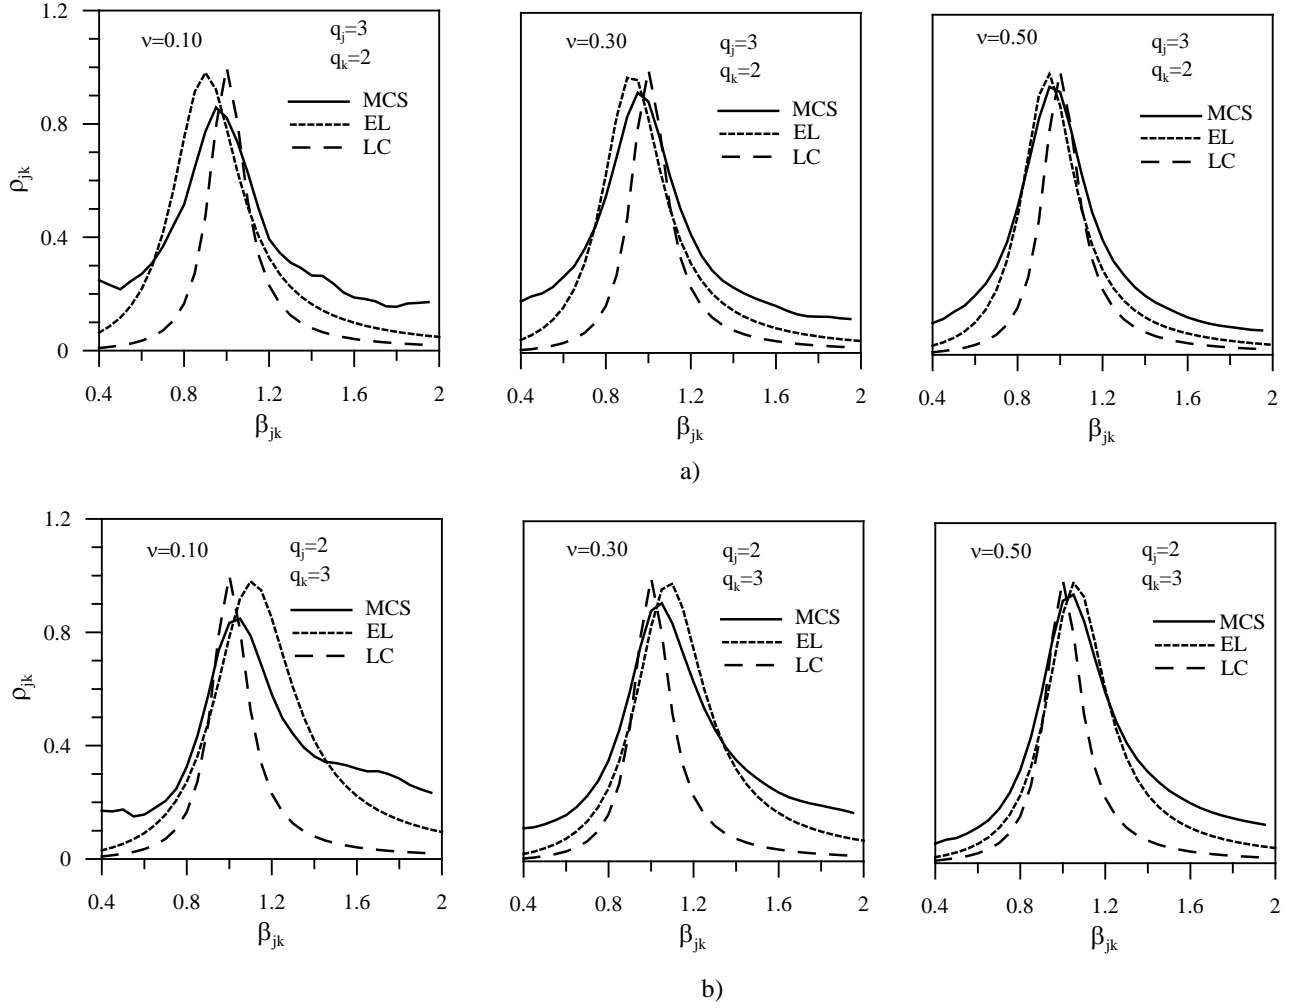 1.2
ν=0.10
q_j=3
q_k=2
MCS
EL
LC
0.8
0.4
0
ρ_jk
0.4 0.8 1.2 1.6 2
β_jk
ν=0.30
q_j=3
q_k=2
MCS
EL
LC
0.4 0.8 1.2 1.6 2
β_jk
ν=0.50
q_j=3
q_k=2
MCS
EL
LC
0.4 0.8 1.2 1.6 2
β_jk
a)
1.2
ν=0.10
q_j=2
q_k=3
MCS
EL
LC
0.8
0.4
0
ρ_jk
0.4 0.8 1.2 1.6 2
β_jk
ν=0.30
q_j=2
q_k=3
MCS
EL
LC
0.4 0.8 1.2 1.6 2
β_jk
ν=0.50
q_j=2
q_k=3
MCS
EL
LC
0.4 0.8 1.2 1.6 2
β_jk
b)